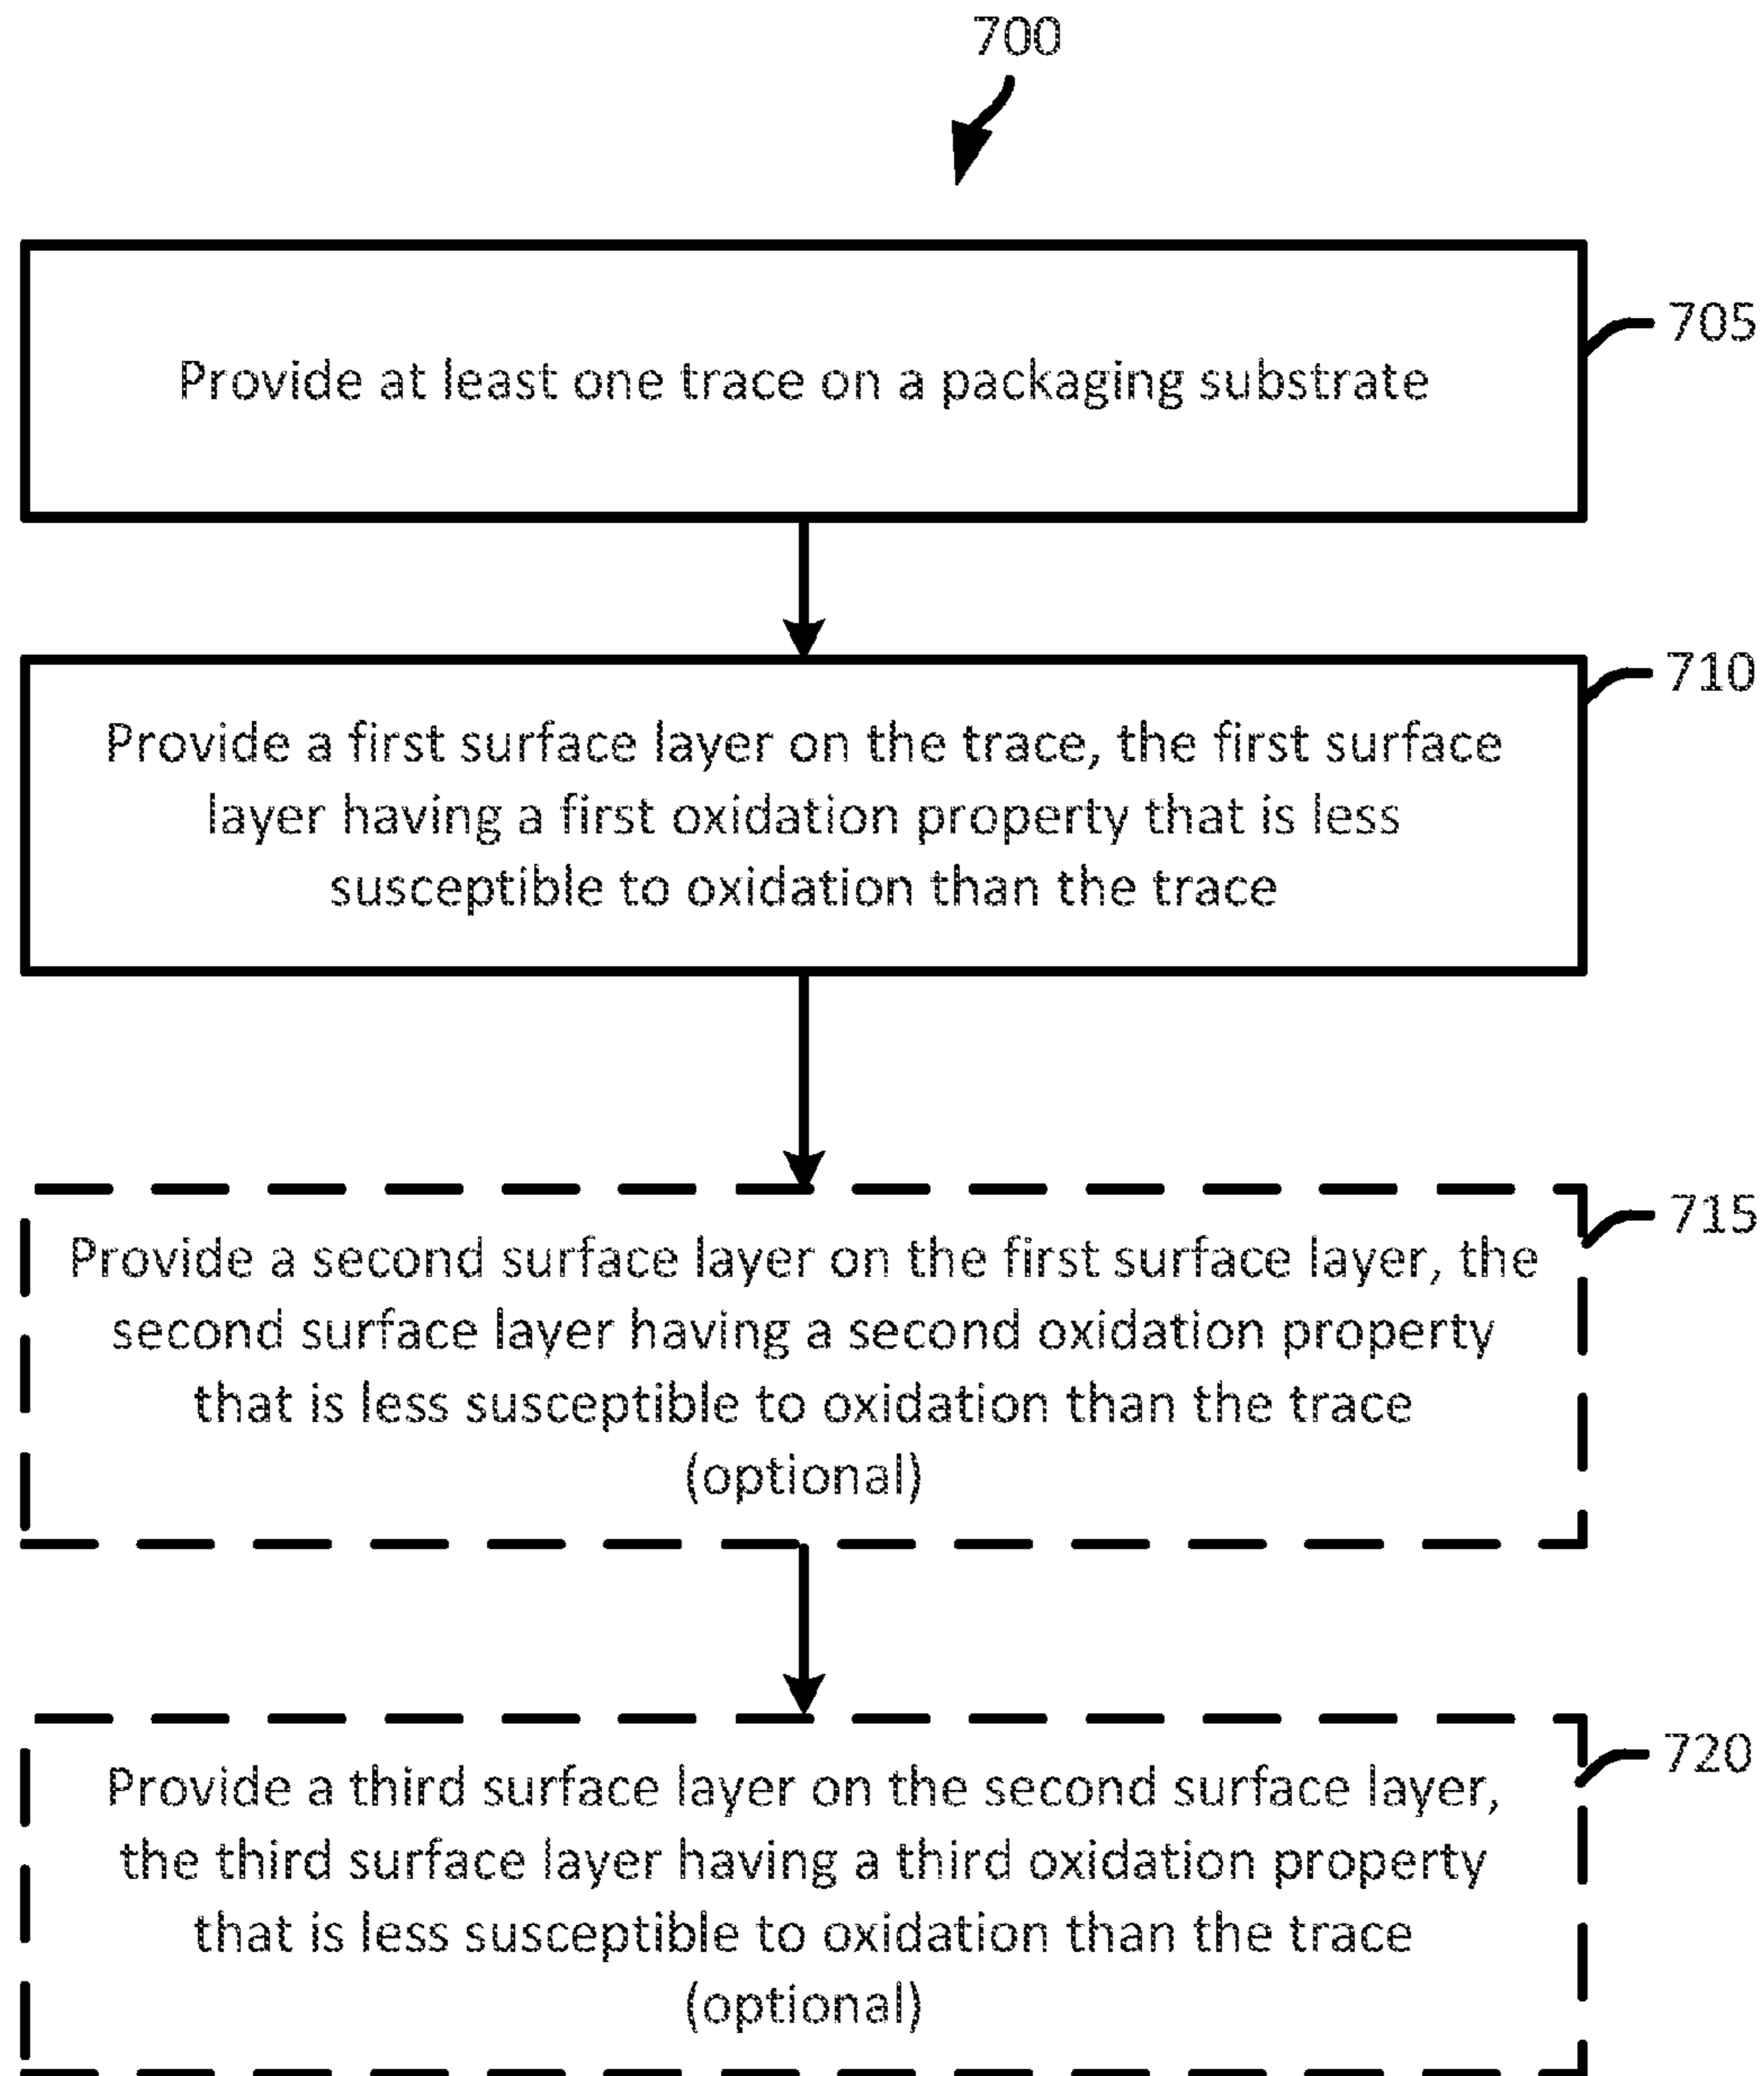 700
Provide at least one trace on a packaging substrate
705
Provide a first surface layer on the trace, the first surface
layer having a first oxidation property that is less
susceptible to oxidation than the trace
710
Provide a second surface layer on the first surface layer, the
second surface layer having a second oxidation property
that is less susceptible to oxidation than the trace
(optional)
715
Provide a third surface layer on the second surface layer,
the third surface layer having a third oxidation property
that is less susceptible to oxidation than the trace
(optional)
720